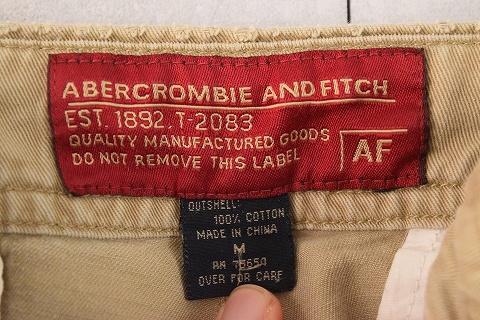 ABERCROMBIE AND FITCH
EST. 1892. T-2083
QUALITY MANUFACTURED GOODS
DO NOT REMOVE THIS LABEL
AF
OUTSHELL:
100% COTTON
MADE IN CHINA
M
RN 75654
OVER FOR CARE